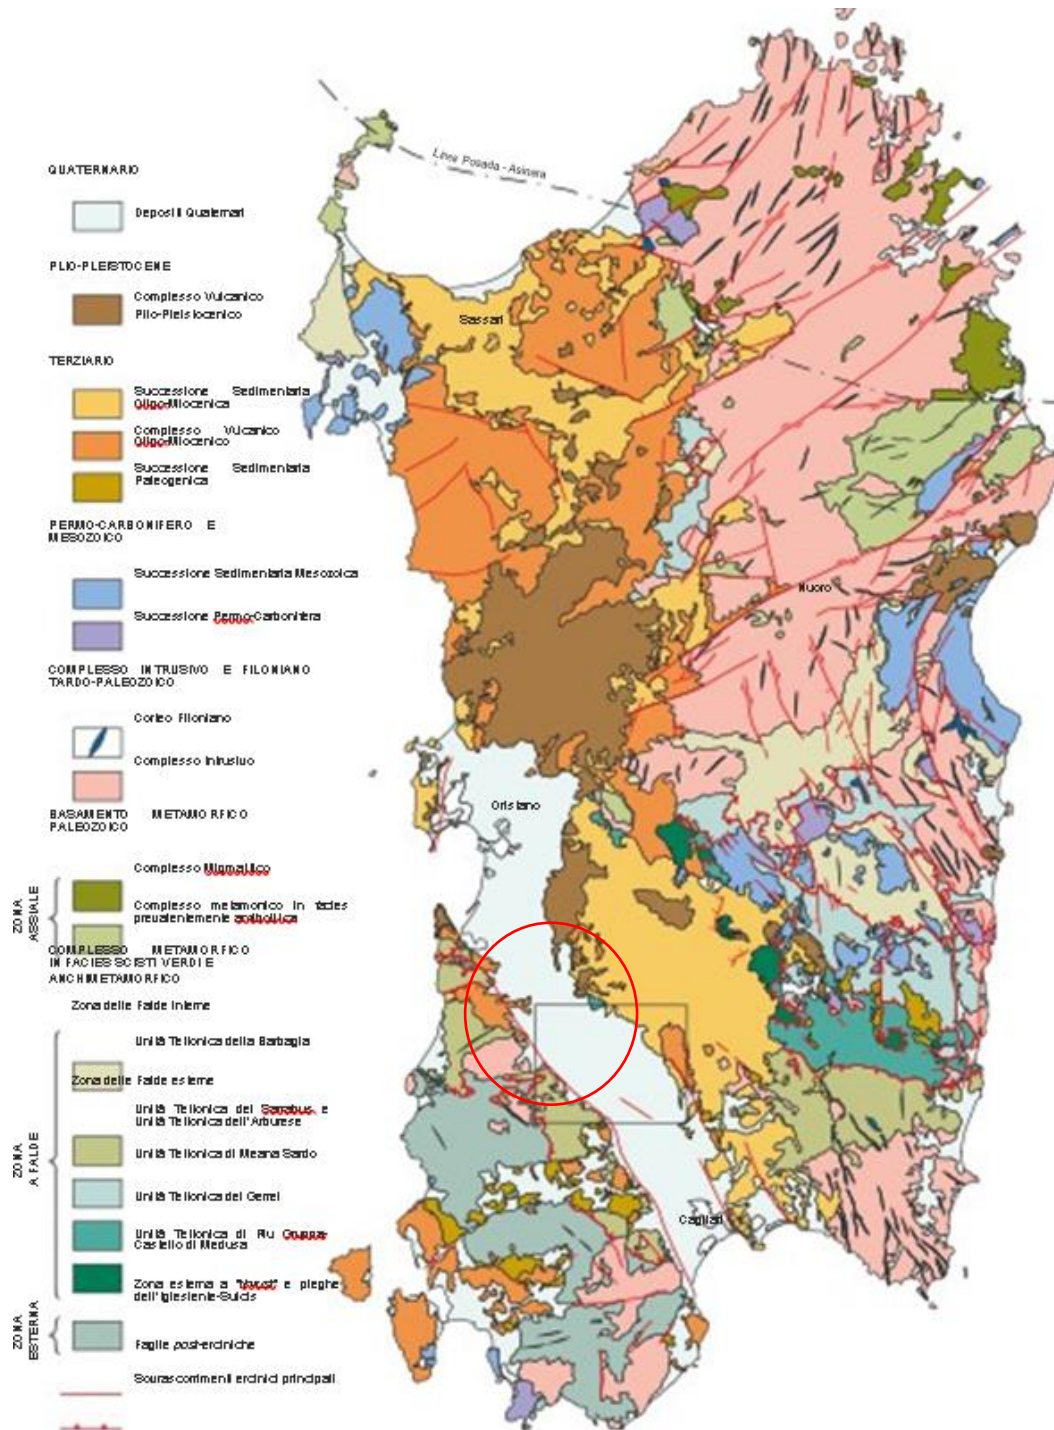 QUATERNARIO
Depositi Quaternari
PLIO-PLEISTOCENE
Complesso Vulcanico
Plio-Pleistocenico
TERZIARIO
Successione Sedimentaria
Oligo-Miocenica
Complesso Vulcanico
Oligo-Miocenico
Successione Sedimentaria
Paleogenica
PERMO-CARBONIFERO E
MESOZOICO
Successione Sedimentaria Mesozoica
Successione Permo-Carbonifera
COMPLESSO INTRUSIVO E FILONIANO
TARDO-PALEOZOICO
Corteo Filoniano
Complesso Intrusivo
BASAMENTO METAMORFICO
PALEOZOICO
ZONA
ASSIALE
Complesso Migmatitico
Complesso metamorfico in facies
prevalentemente anfibolitica
COMPLESSO METAMORFICO
IN FACIES SCISTI VERDI E
ANCHIMETAMORFICO
Zona delle Falde Interne
ZONA
A FALDE
Unità Tettonica della Barbagia
Zona delle Falde esterne
Unità Tettonica del Sarrabus e
Unità Tettonica dell'Arburese
Unità Tettonica di Meana Sardo
Unità Tettonica del Gerrei
Unità Tettonica di Riu Gruppa-
Castello di Medusa
Zona esterna a "thrust" e pieghe
dell'Iglesiente-Sulcis
ZONA
ESTERNA
Faglie post-erciniche
Sovrascorrimenti ercinici principali
Linea Posada - Asinara
Sassari
Nuoro
Oristano
Cagliari